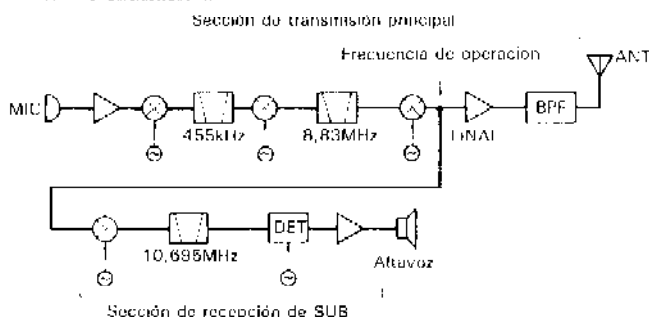 Sección de transmisión principal
Frecuencia de operacion
ANT
MIC
BPF
455kHz
8,83MHz
FINAL
DET
10,695MHz
Altavoz
Sección de recepción de SUB